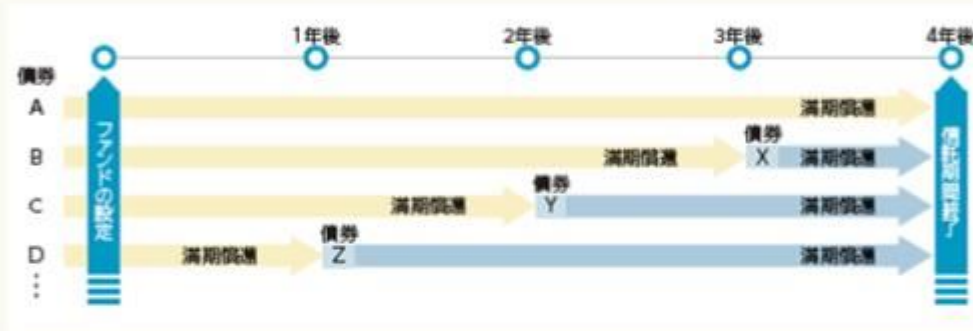 1年後 2年後 3年後 4年後
債券
A 満期償還
債券
B 満期償還 X 満期償還
債券
C 満期償還 Y 満期償還
債券
D 満期償還 Z 満期償還
⋮
ファンドの設定
信託期間終了